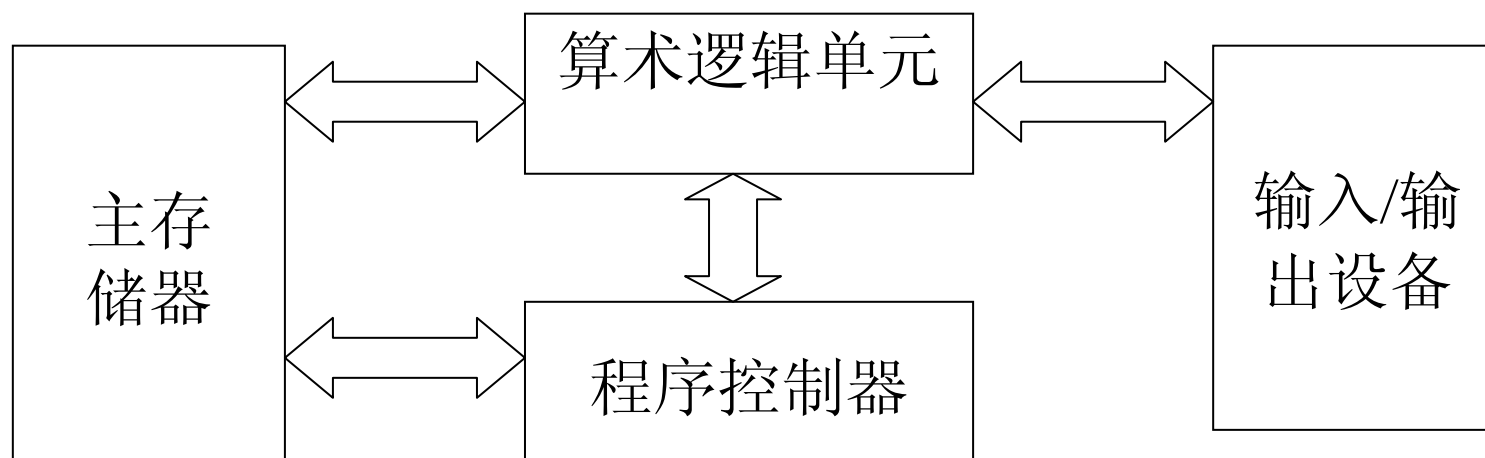 算术逻辑单元
主存
储器
输入/输
出设备
程序控制器